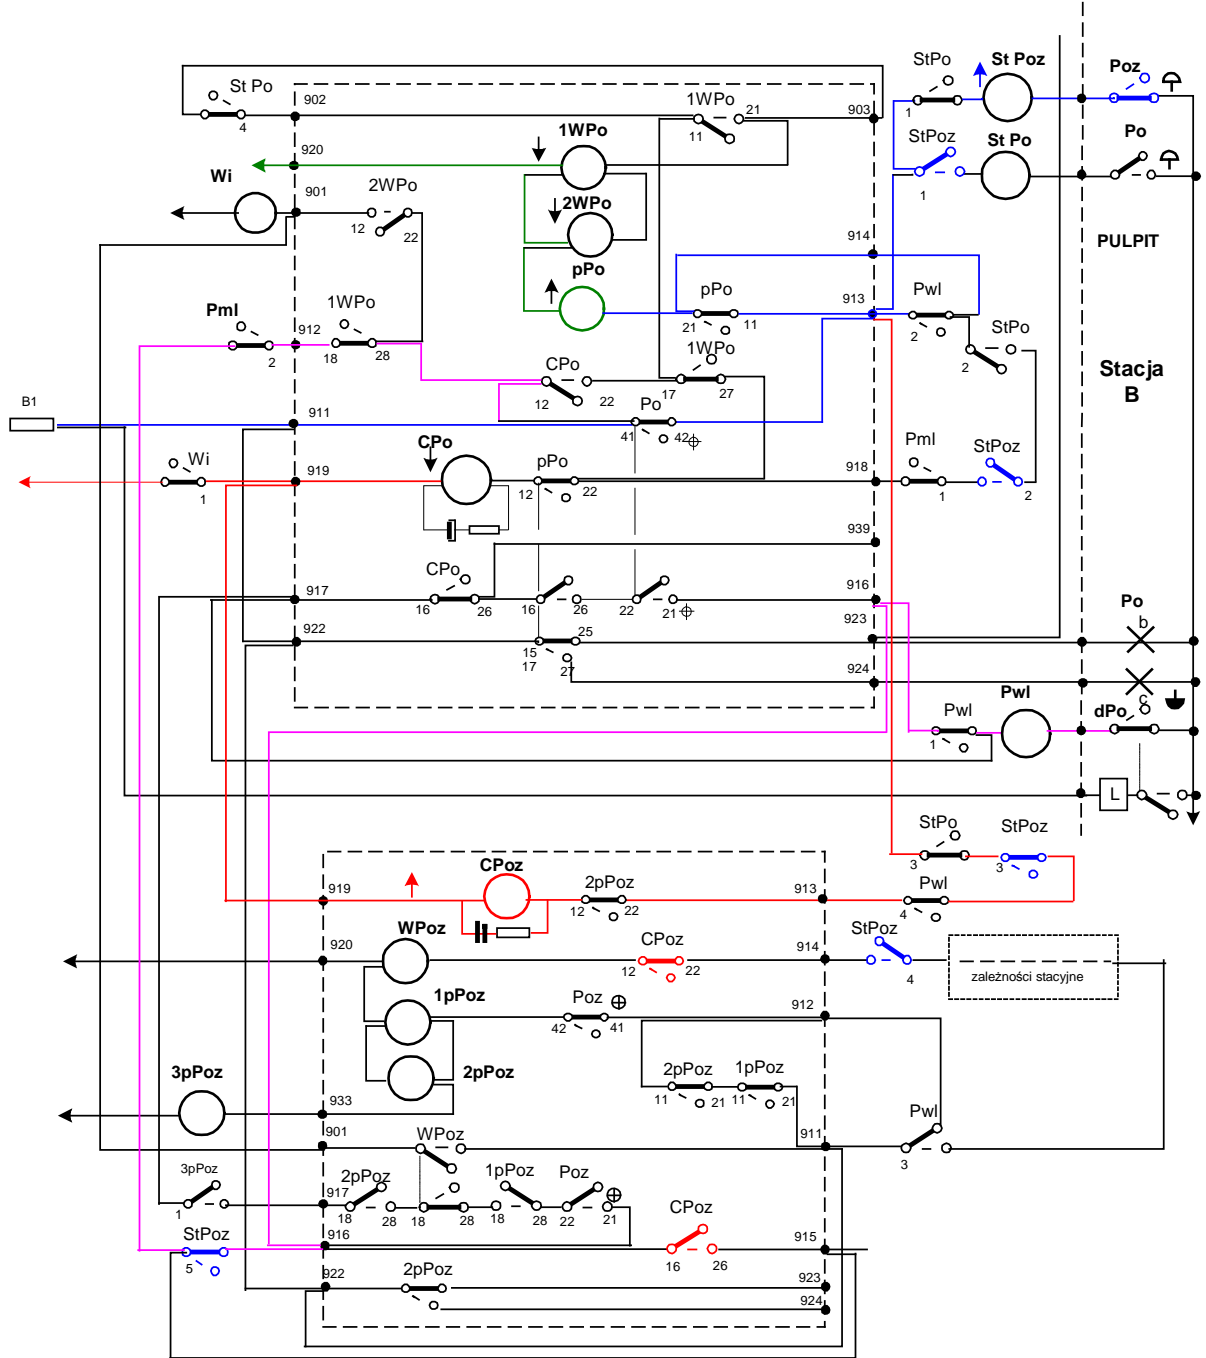 StPo
St Poz
Poz
St Po
902
1WPo
21
903
4
11
1
StPoz
St Po
Po
1WPo
920
Wi
901
2WPo
2WPo
1
12
22
914
PULPIT
pPo
pPo
913
Pwl
Pml
1WPo
912
21
11
2
StPo
2
18
28
1WPo
CPo
2
Stacja
B
12
22
17
27
B1
911
Po
41
42
CPo
Wi
919
pPo
918
Pml
StPoz
1
12
22
1
2
939
CPo
917
916
16
26
16
26
22
21
923
Po
b
922
25
15
17
27
924
Pwl
c
dPo
Pwl
1
L
StPo
StPoz
CPoz
3
3
919
2pPoz
913
Pwl
12
22
4
WPoz
920
CPoz
914
StPoz
12
22
4
zależności stacyjne
1pPoz
Poz
912
42
41
2pPoz
2pPoz
1pPoz
3pPoz
11
21
11
21
933
Pwl
901
WPoz
911
3
3pPoz
2pPoz
1pPoz
Poz
917
1
18
28
18
28
18
28
22
21
StPoz
916
CPoz
915
5
16
26
922
2pPoz
923
924